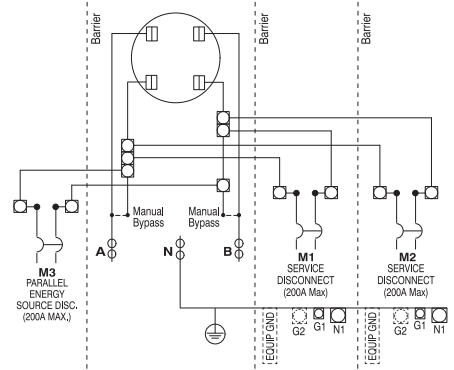 Barrier
Barrier
Barrier
Manual
Bypass
Manual
Bypass
A
N
B
M1
SERVICE
DISCONNECT
(200A Max)
M2
SERVICE
DISCONNECT
(200A Max)
M3
PARALLEL
ENERGY
SOURCE DISC.
(200A MAX,)
EQUIP GND
G2
G1
N1
EQUIP GND
G2
G1
N1